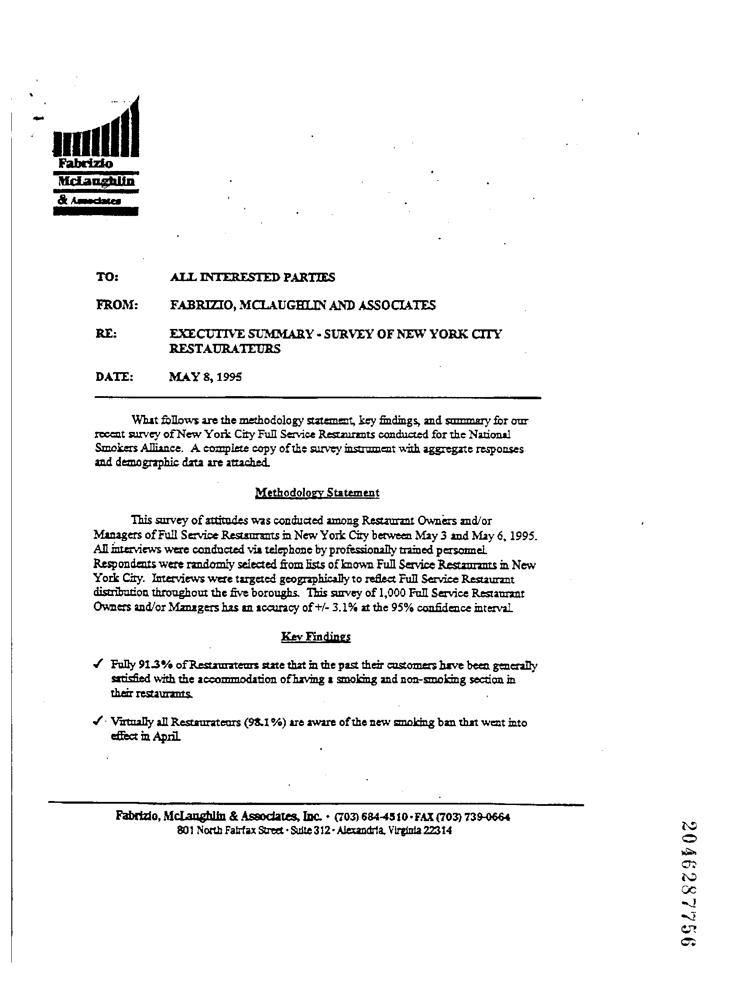 Fabrizio
McLaughlin
& Associates
TO: ALL INTERESTED PARTIES
FROM: FABRIZIO, MCLAUGHLIN AND ASSOCIATES
RE: EXECUTIVE SUMMARY - SURVEY OF NEW YORK CITY
RESTAURATEURS
DATE: MAY 8, 1995
What follows are the methodology statement, key findings, and summary for our
recent survey of New York City Full Service Restaurants conducted for the National
Smokers Alliance. A complete copy of the survey instrument with aggregate responses
and demographic data are attached.
Methodology Statement
This survey of attitudes was conducted among Restaurant Owners and/or
Managers of Full Service Restaurants in New York City between May 3 and May 6, 1995.
All interviews were conducted via telephone by professionally trained personnel.
Respondents were randomly selected from lists of known Full Service Restaurants in New
York City. Interviews were targeted geographically to reflect Full Service Restaurant
distribution throughout the five boroughs. This survey of 1,000 Full Service Restaurant
Owners and/or Managers has an accuracy of +/- 3.1% at the 95% confidence interval.
Key Findings
✓ Fully 91.3% of Restaurateurs state that in the past their customers have been generally
satisfied with the accommodation of having a smoking and non-smoking section in
their restaurants.
✓ Virtually all Restaurateurs (98.1%) are aware of the new smoking ban that went into
effect in April.
Fabrizio, McLaughlin & Associates, Inc. · (703) 684-4510 · FAX (703) 739-0664
801 North Fairfax Street · Suite 312 · Alexandria, Virginia 22314
2046287756